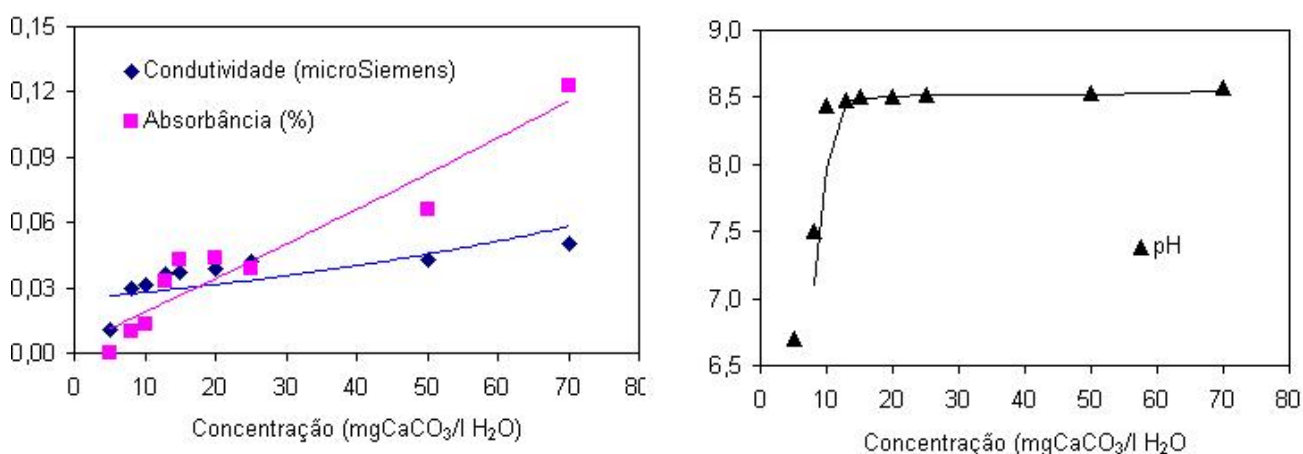 0,15
0,12
0,09
0,06
0,03
0,00
0 10 20 30 40 50 60 70 80
Condutividade (microSiemens)
Absorbância (%)
Concentração (mgCaCO₃/l H₂O)
9,0
8,5
8,0
7,5
7,0
6,5
0 10 20 30 40 50 60 70 80
pH
Concentração (mgCaCO₃/l H₂O